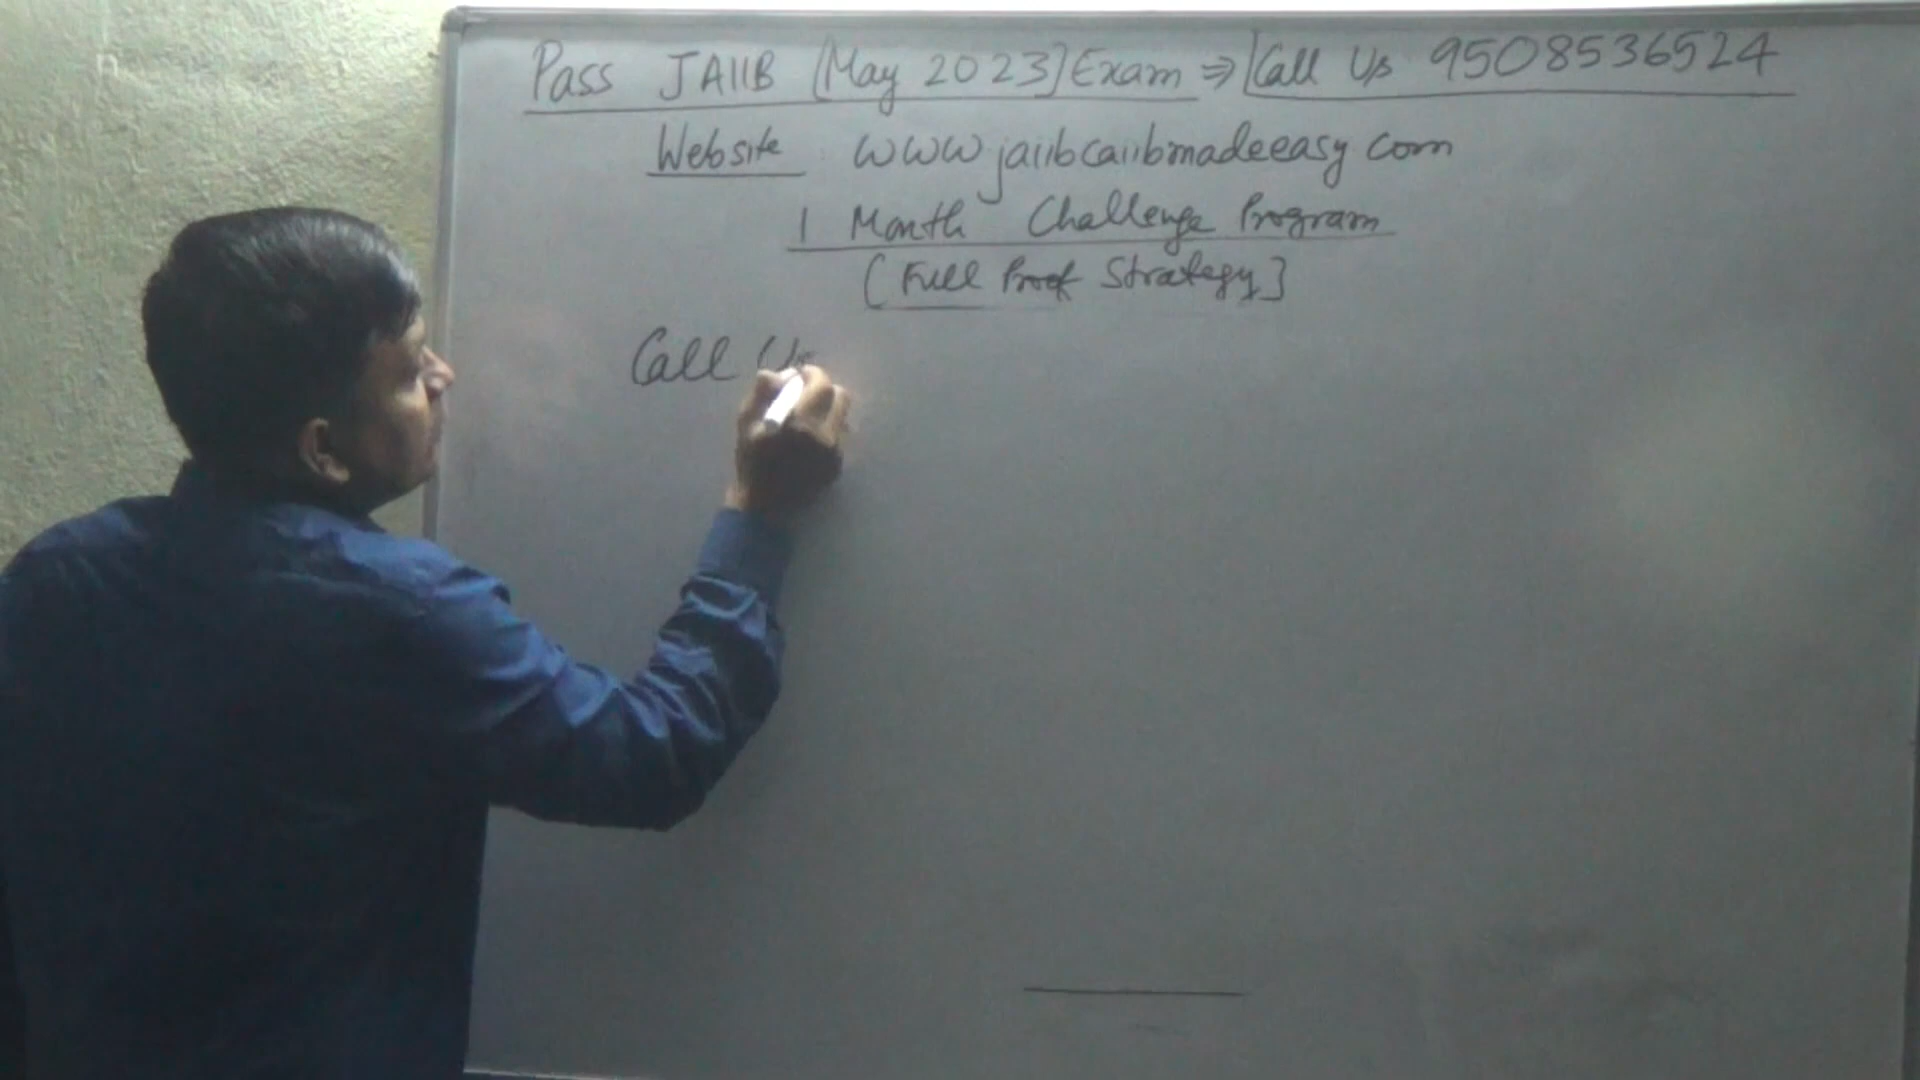 Pass JAIIB [May 2023] Exam ⇒ Call Us 9508536524
Website www jaiibcaiibmadeeasy com
1 Month Challenge Program
(Full Proof Strategy]
Call Us